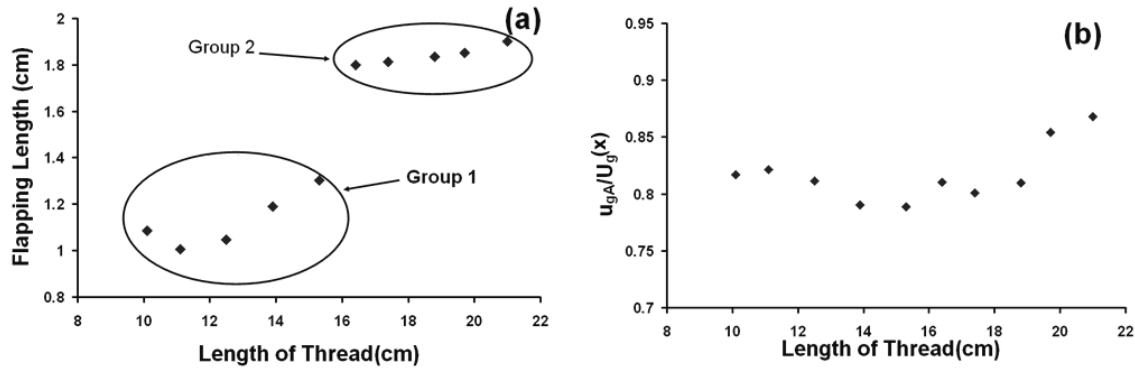 (a)
2
Group 2
1.8
1.6
Flapping Length (cm)
1.4
Group 1
1.2
1
0.8
8 10 12 14 16 18 20 22
Length of Thread(cm)
0.95
(b)
0.9
0.85
u_gA/U_g(x)
0.8
0.75
0.7
8 10 12 14 16 18 20 22
Length of Thread(cm)